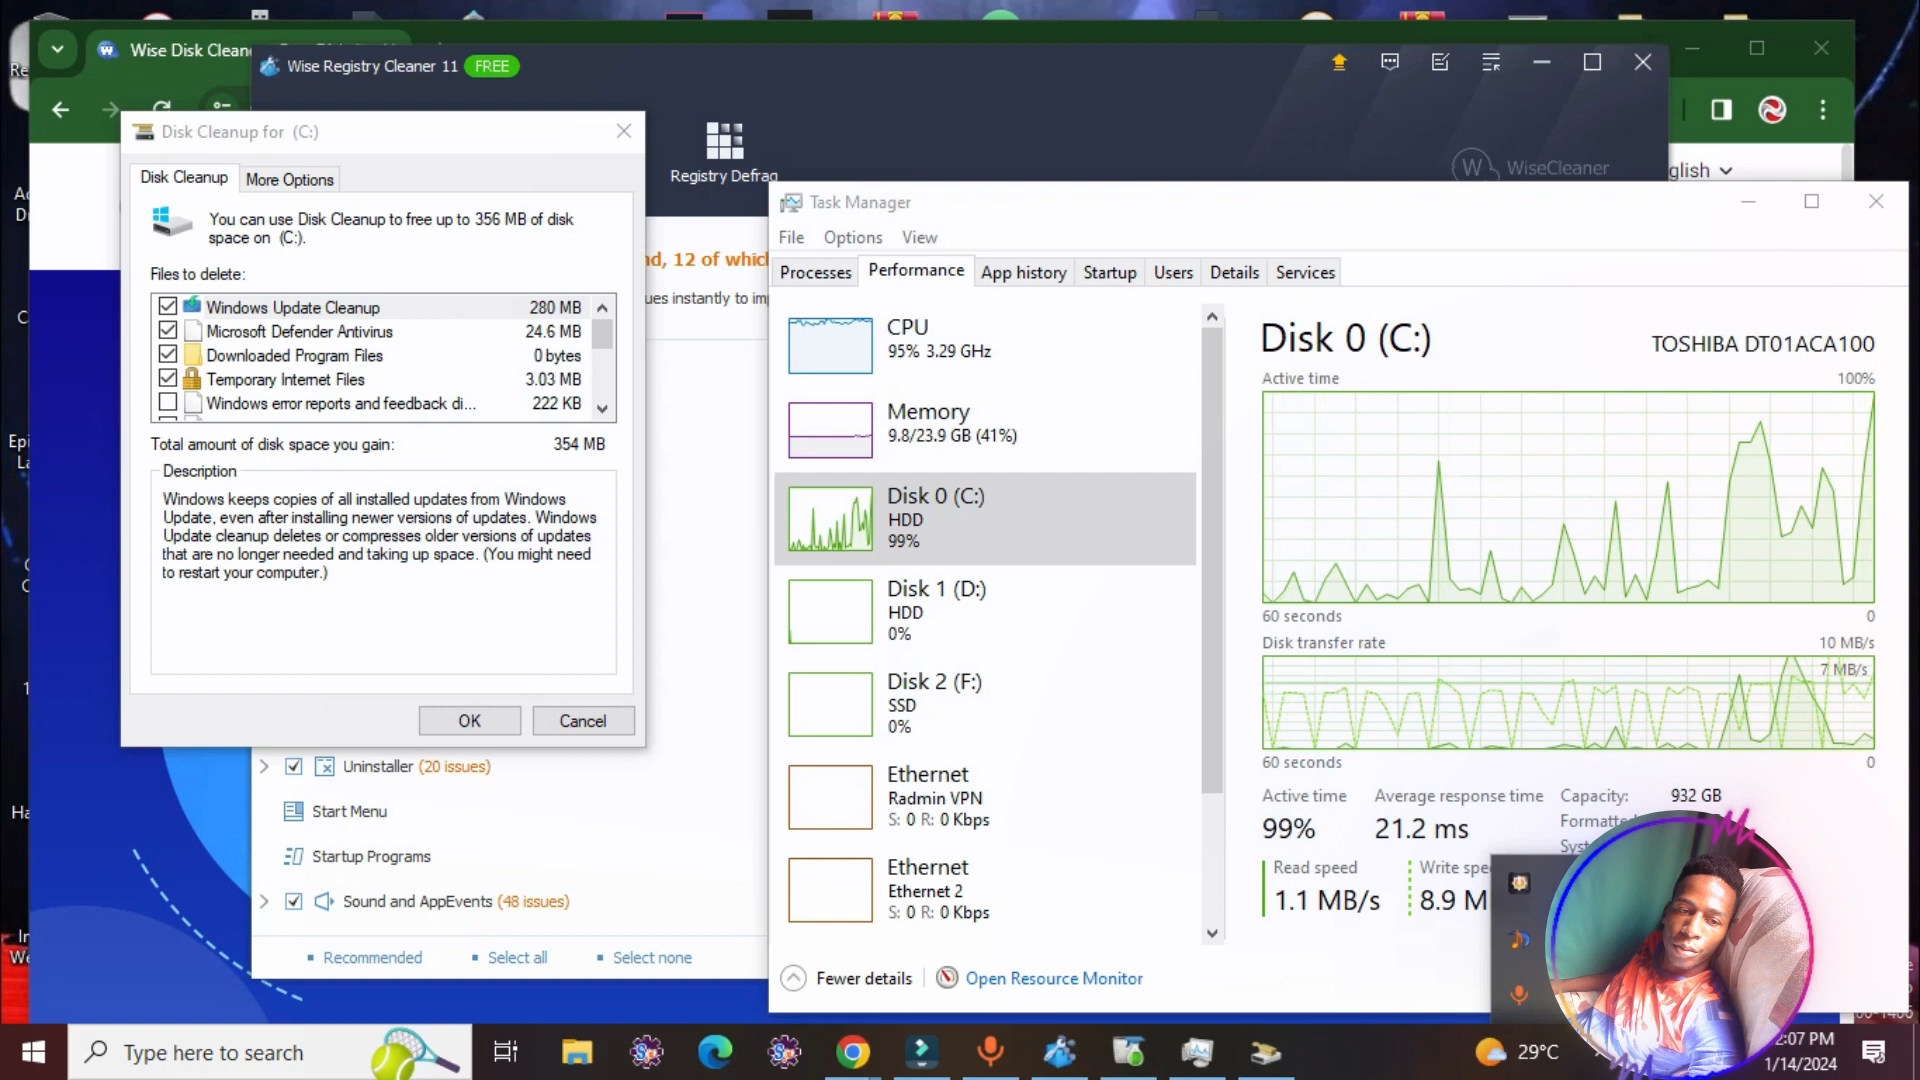 Wise Disk Clean
Wise Registry Cleaner 11 FREE
Registry Defrag
WiseCleaner
glish
Disk Cleanup for (C:)
Disk Cleanup
More Options
You can use Disk Cleanup to free up to 356 MB of disk
space on (C:).
Files to delete:
Windows Update Cleanup 280 MB
Microsoft Defender Antivirus 24.6 MB
Downloaded Program Files 0 bytes
Temporary Internet Files 3.03 MB
Windows error reports and feedback di... 222 KB
Total amount of disk space you gain: 354 MB
Description
Windows keeps copies of all installed updates from Windows
Update, even after installing newer versions of updates. Windows
Update cleanup deletes or compresses older versions of updates
that are no longer needed and taking up space. (You might need
to restart your computer.)
OK
Cancel
nd, 12 of which
ues instantly to im
Uninstaller (20 issues)
Start Menu
Startup Programs
Sound and AppEvents (48 issues)
Recommended
Select all
Select none
Task Manager
File Options View
Processes Performance App history Startup Users Details Services
CPU
95% 3.29 GHz
Memory
9.8/23.9 GB (41%)
Disk 0 (C:)
HDD
99%
Disk 1 (D:)
HDD
0%
Disk 2 (F:)
SSD
0%
Ethernet
Radmin VPN
S: 0 R: 0 Kbps
Ethernet
Ethernet 2
S: 0 R: 0 Kbps
Disk 0 (C:) TOSHIBA DT01ACA100
Active time 100%
60 seconds 0
Disk transfer rate 10 MB/s
7 MB/s
60 seconds 0
Active time
99%
Average response time
21.2 ms
Capacity: 932 GB
Formatte
Syst
Read speed
1.1 MB/s
Write spe
8.9 M
Fewer details
Open Resource Monitor
Type here to search
29°C
:07 PM
1/14/2024